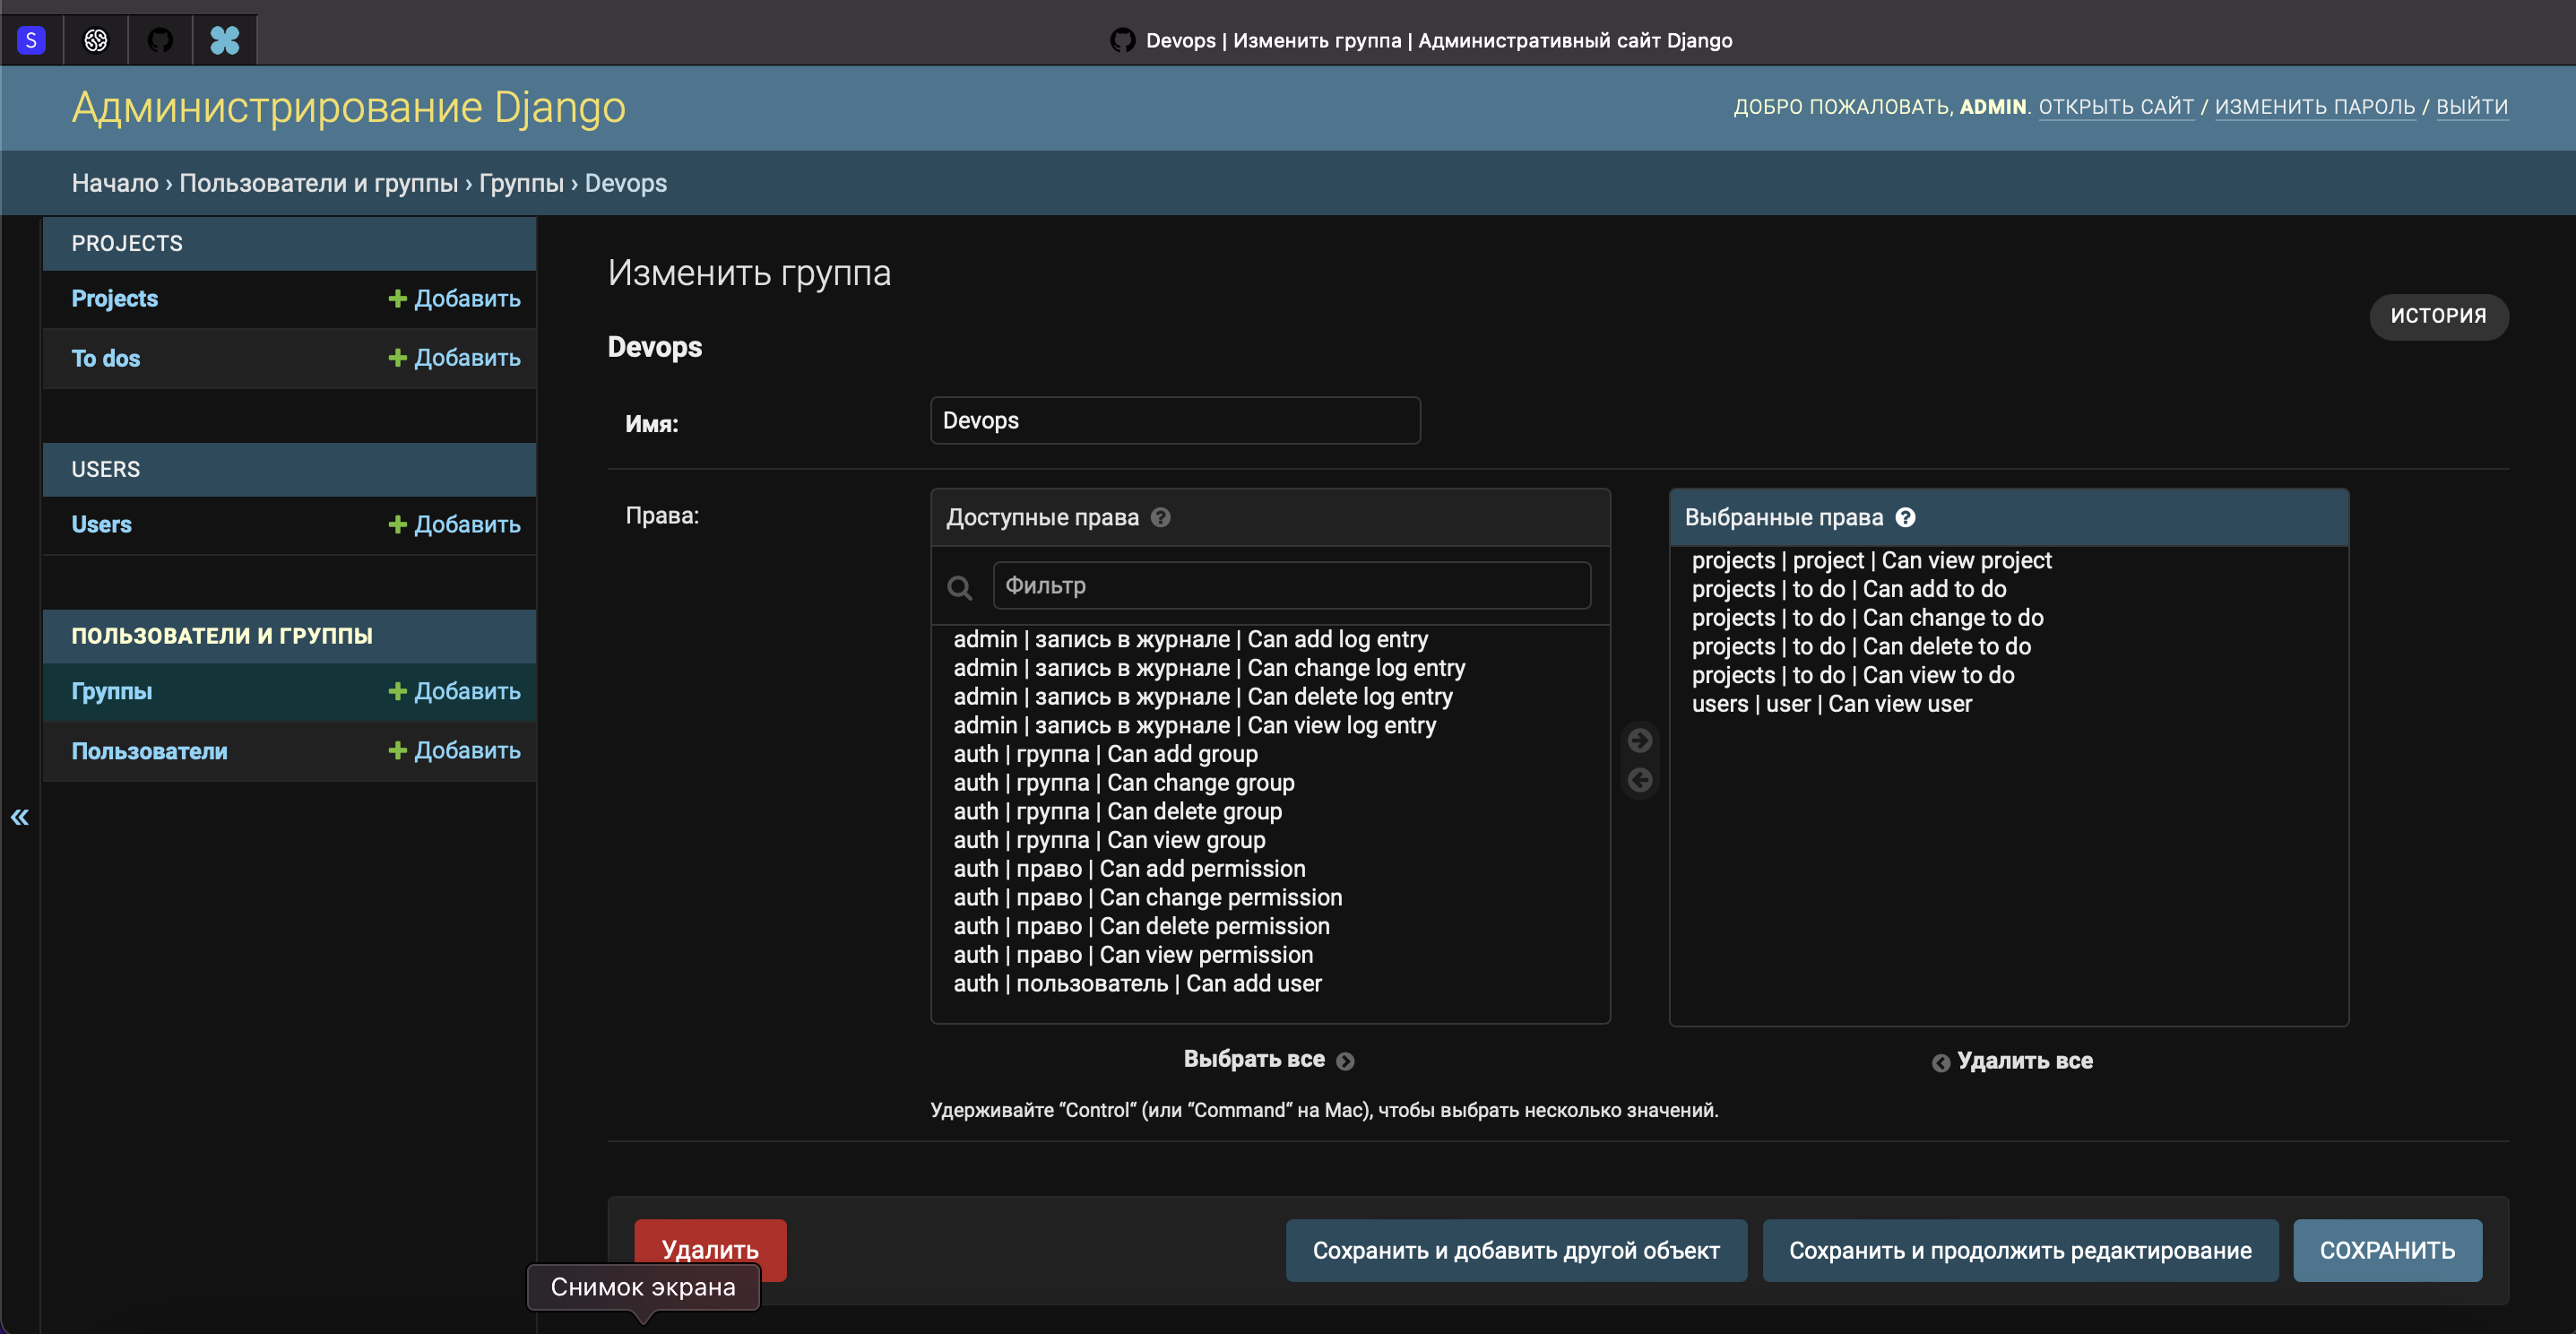 S
Devops | Изменить группа | Административный сайт Django
Администрирование Django
ДОБРО ПОЖАЛОВАТЬ, ADMIN. ОТКРЫТЬ САЙТ / ИЗМЕНИТЬ ПАРОЛЬ / ВЫЙТИ
Начало › Пользователи и группы › Группы › Devops
PROJECTS
Projects
Добавить
To dos
Добавить
USERS
Users
Добавить
ПОЛЬЗОВАТЕЛИ И ГРУППЫ
Группы
Добавить
Пользователи
Добавить
«
Изменить группа
ИСТОРИЯ
Devops
Имя:
Devops
Права:
Доступные права ?
Фильтр
admin | запись в журнале | Can add log entry
admin | запись в журнале | Can change log entry
admin | запись в журнале | Can delete log entry
admin | запись в журнале | Can view log entry
auth | группа | Can add group
auth | группа | Can change group
auth | группа | Can delete group
auth | группа | Can view group
auth | право | Can add permission
auth | право | Can change permission
auth | право | Can delete permission
auth | право | Can view permission
auth | пользователь | Can add user
Выбрать все
Выбранные права ?
projects | project | Can view project
projects | to do | Can add to do
projects | to do | Can change to do
projects | to do | Can delete to do
projects | to do | Can view to do
users | user | Can view user
Удалить все
Удерживайте “Control“ (или “Command“ на Mac), чтобы выбрать несколько значений.
Удалить
Сохранить и добавить другой объект
Сохранить и продолжить редактирование
СОХРАНИТЬ
Снимок экрана